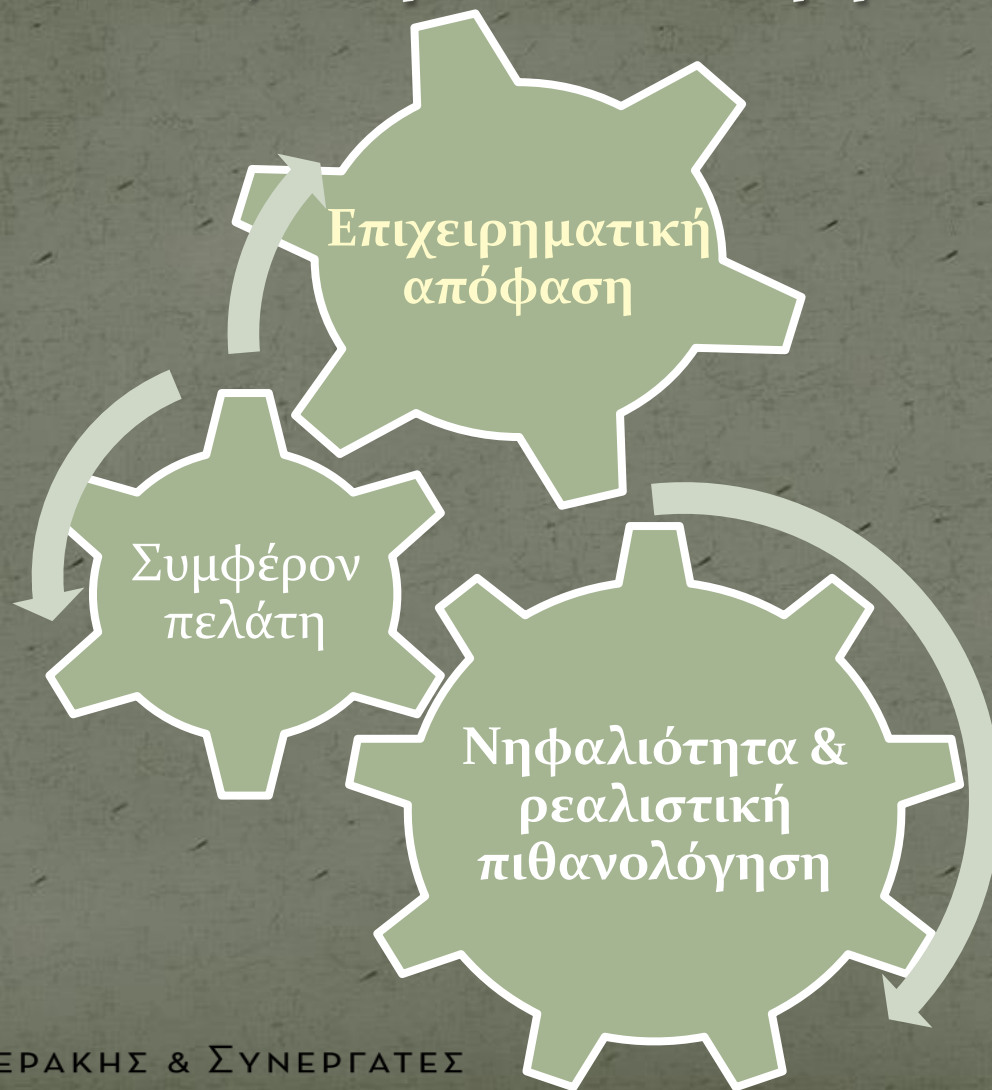 Επιχειρηματική
απόφαση
Συμφέρον
πελάτη
Νηφαλιότητα &
ρεαλιστική
πιθανολόγηση
ΕΡΑΚΗΣ & ΣΥΝΕΡΓΑΤΕΣ